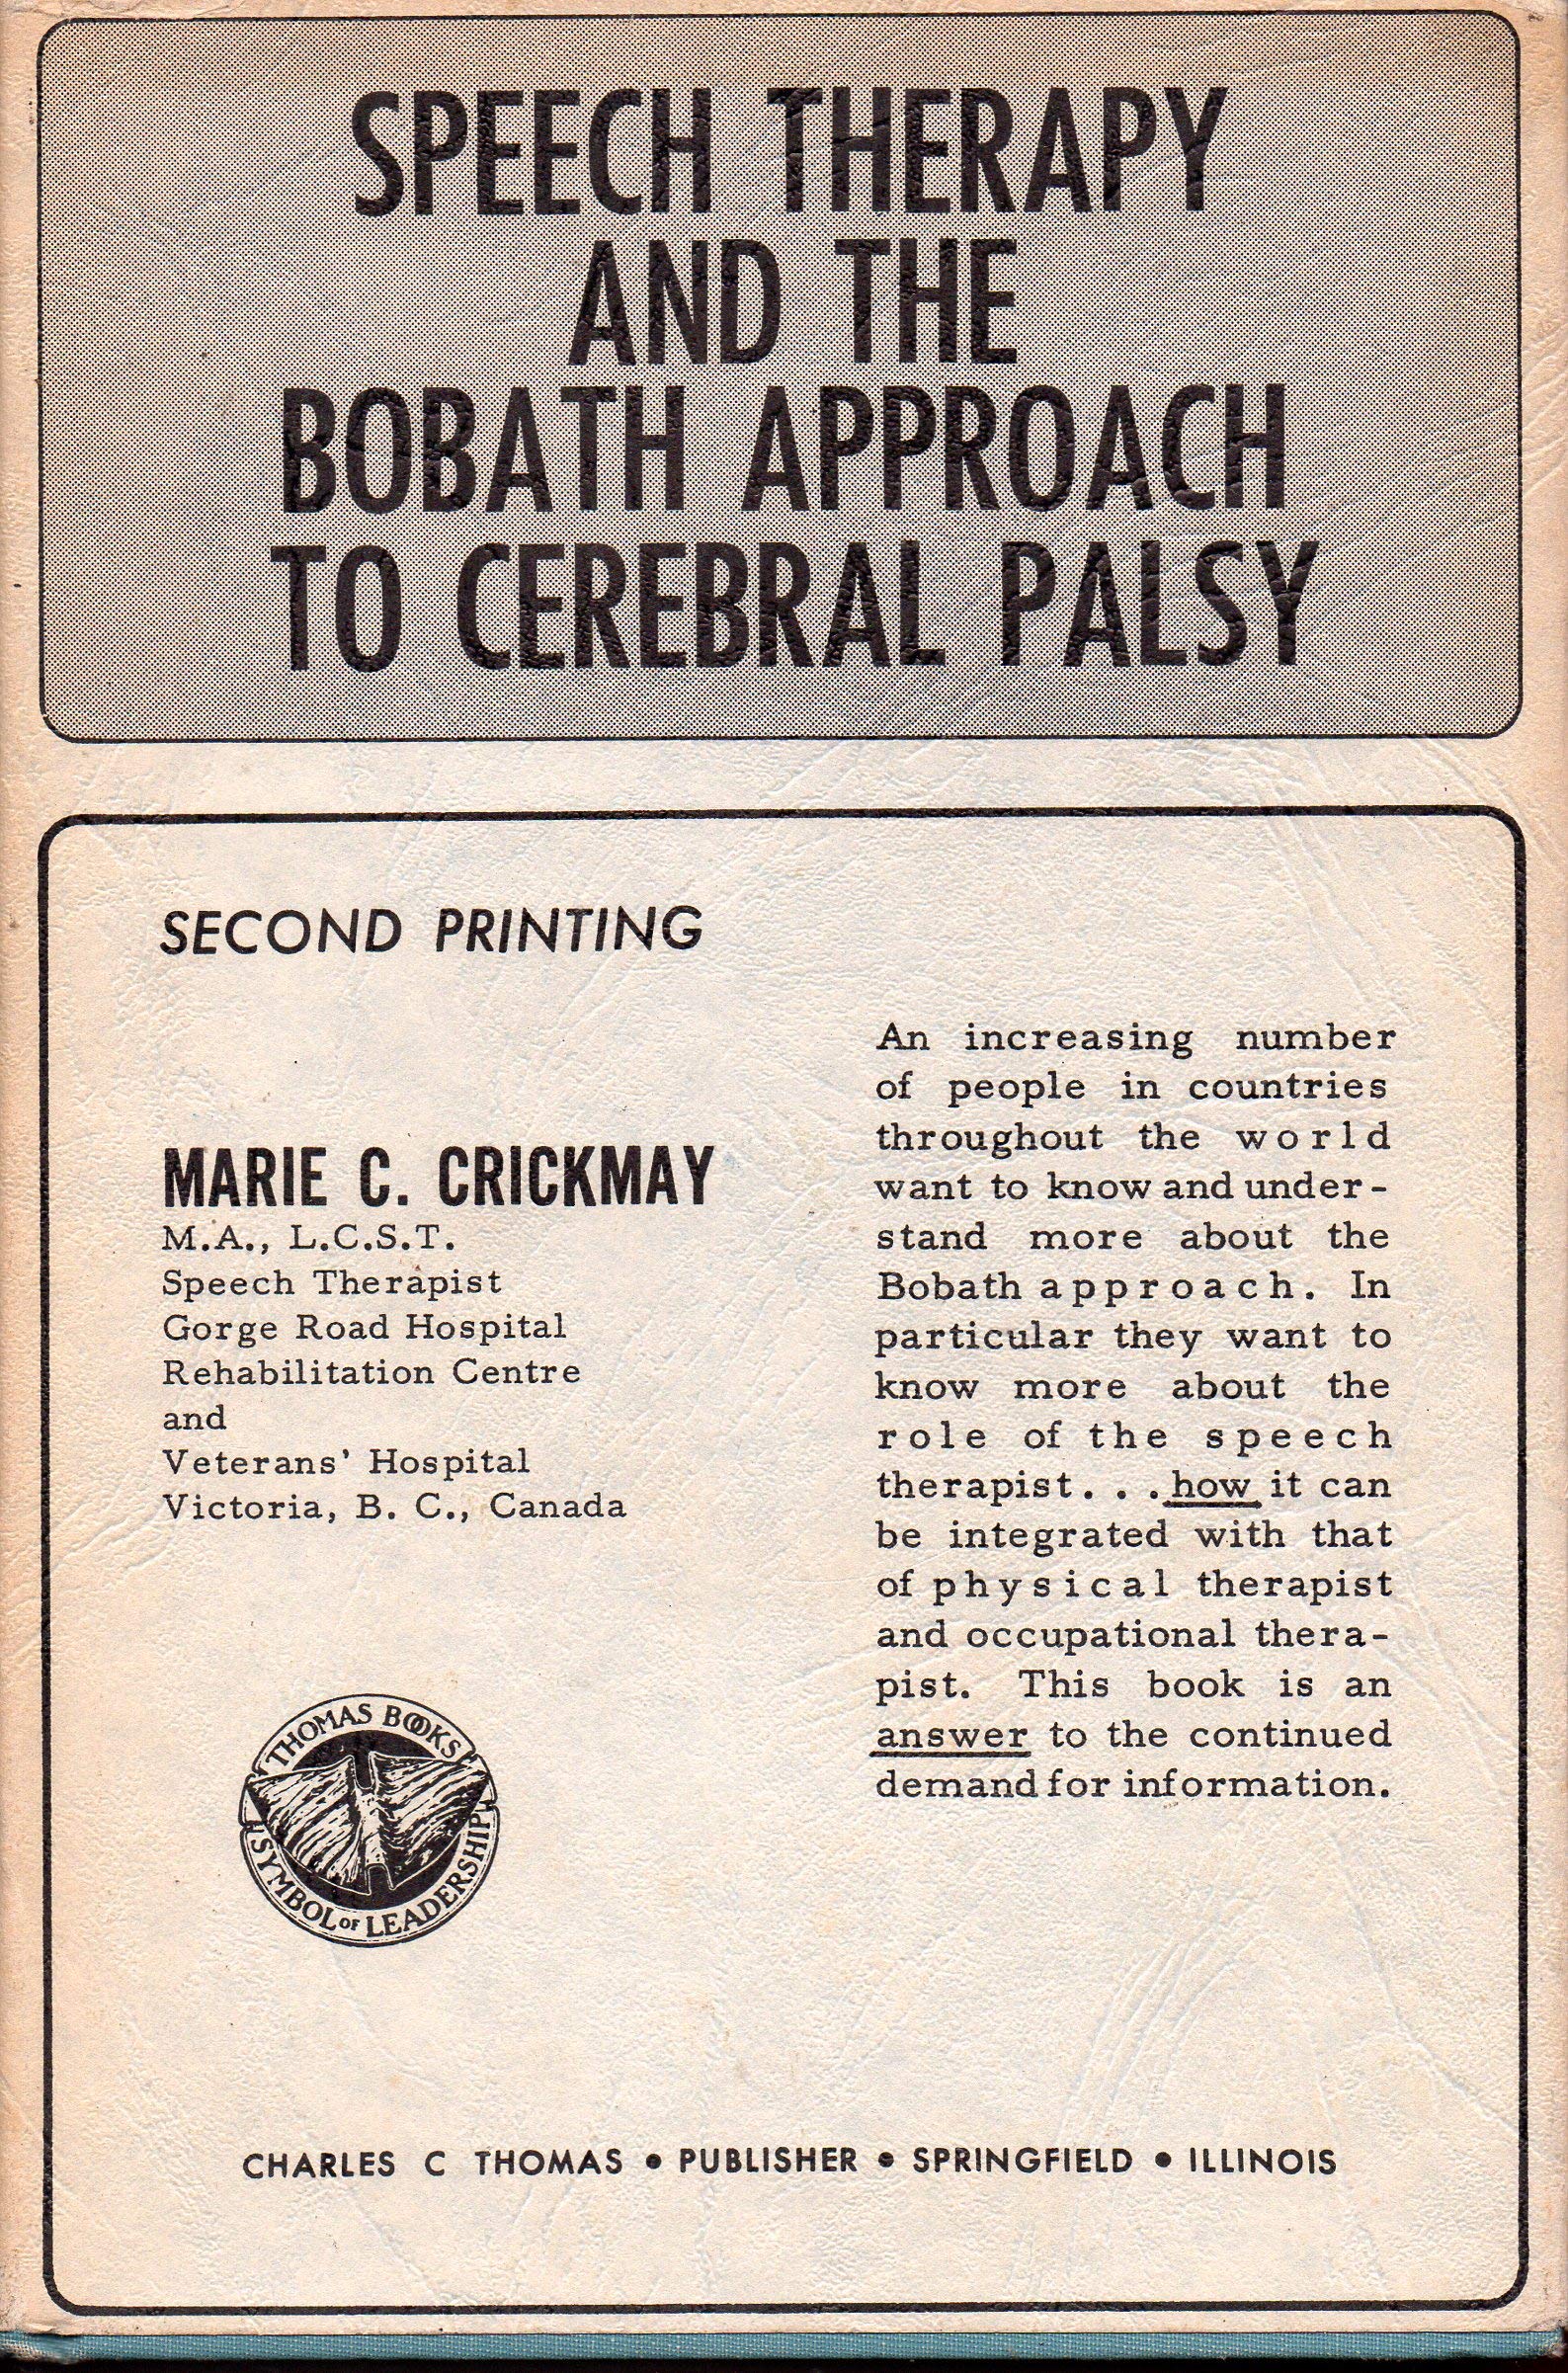 SPEECH THERAPY
AND THE
BOBATH APPROACH
TO CEREBRAL PALSY
SECOND PRINTING
MARIE C. CRICKMAY
M.A., L.C.S.T.
Speech Therapist
Gorge Road Hospital
Rehabilitation Centre
and
Veterans' Hospital
Victoria, B. C., Canada
An increasing number
of people in countries
throughout the world
want to know and under-
stand more about the
Bobath approach. In
particular they want to
know more about the
role of the speech
therapist...how it can
be integrated with that
of physical therapist
and occupational thera-
pist. This book is an
answer to the continued
demand for information.
THOMAS BOOKS
SYMBOL OF LEADERSHIP
CHARLES C THOMAS • PUBLISHER • SPRINGFIELD • ILLINOIS